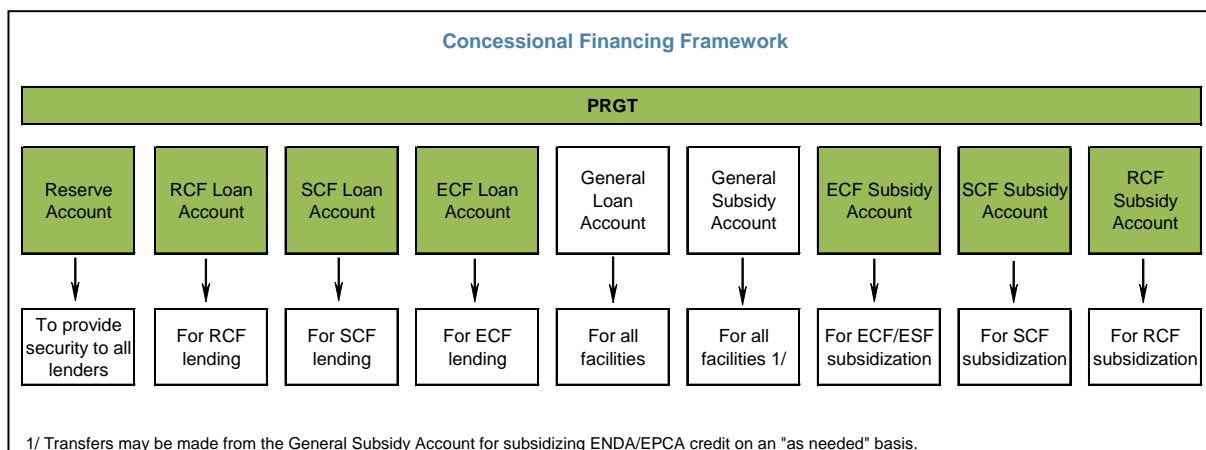 Concessional Financing Framework
PRGT
Reserve
Account
RCF Loan
Account
SCF Loan
Account
ECF Loan
Account
General
Loan
Account
General
Subsidy
Account
ECF Subsidy
Account
SCF Subsidy
Account
RCF
Subsidy
Account
To provide
security to all
lenders
For RCF
lending
For SCF
lending
For ECF
lending
For all
facilities
For all
facilities 1/
For ECF/ESF
subsidization
For SCF
subsidization
For RCF
subsidization
1/ Transfers may be made from the General Subsidy Account for subsidizing ENDA/EPCA credit on an "as needed" basis.